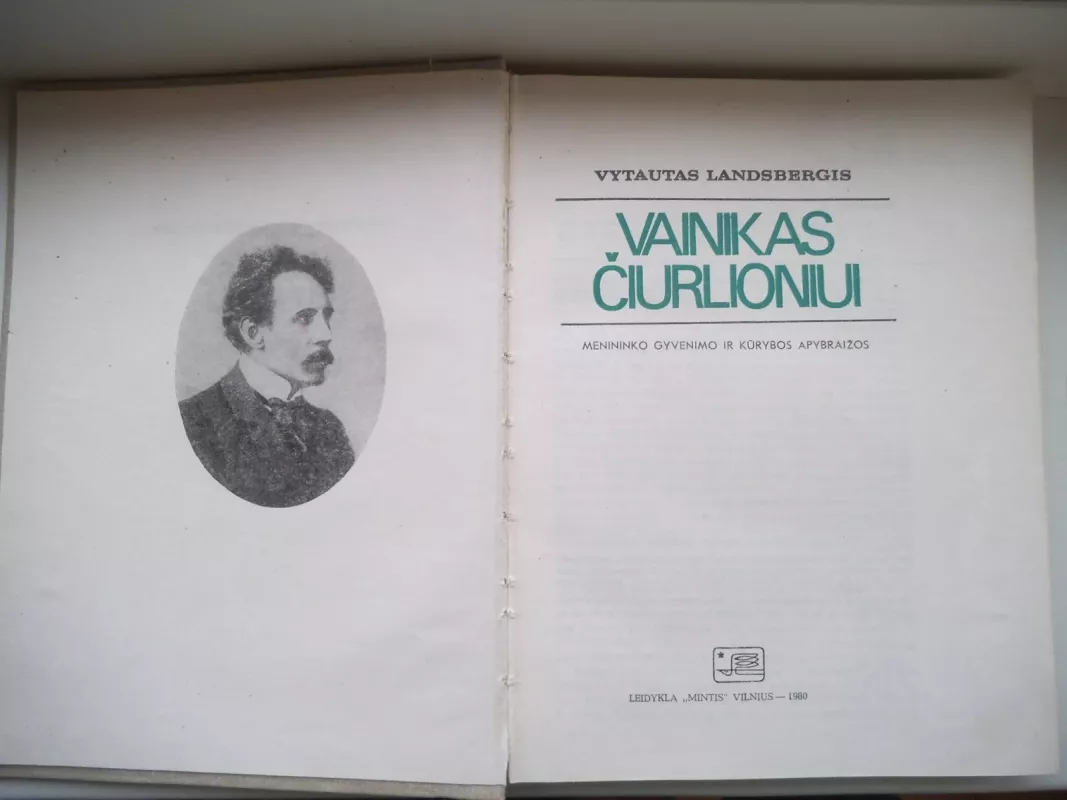 VYTAUTAS LANDSBERGIS
VAINIKAS
ČIURLIONIUI
MENININKO GYVENIMO IR KŪRYBOS APYBRAIŽOS
LEIDYKLA „MINTIS" VILNIUS — 1980